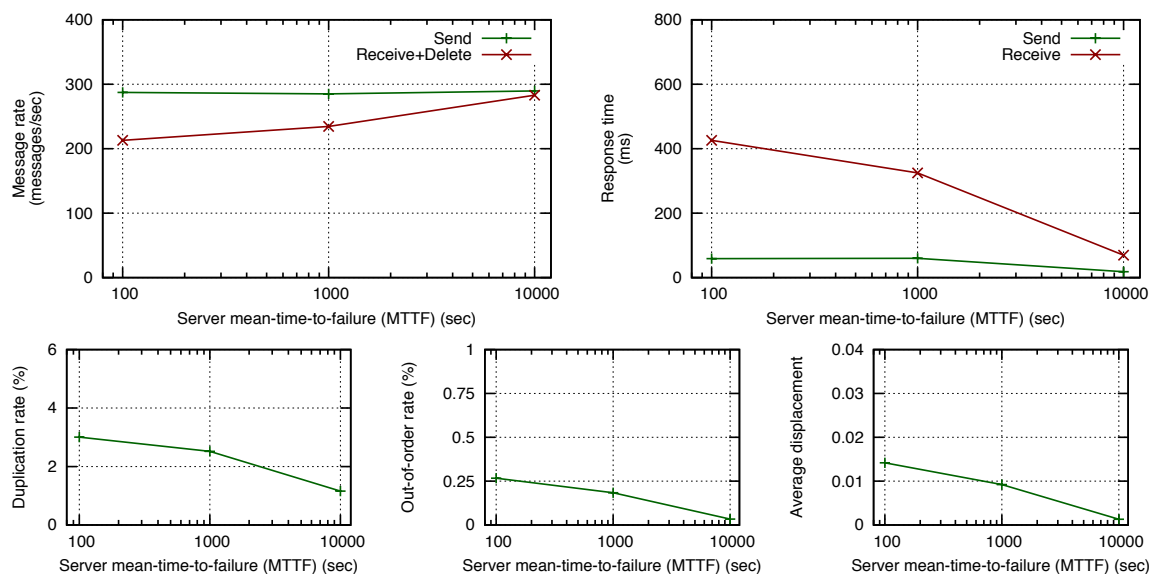 400
300
200
100
0
Message rate
(messages/sec)
Send
Receive+Delete
100 1000 10000
Server mean-time-to-failure (MTTF) (sec)
800
600
400
200
0
Response time
(ms)
Send
Receive
100 1000 10000
Server mean-time-to-failure (MTTF) (sec)
6
4
2
0
Duplication rate (%)
100 1000 10000
Server mean-time-to-failure (MTTF) (sec)
1
0.75
0.5
0.25
0
Out-of-order rate (%)
100 1000 10000
Server mean-time-to-failure (MTTF) (sec)
0.04
0.03
0.02
0.01
0
Average displacement
100 1000 10000
Server mean-time-to-failure (MTTF) (sec)